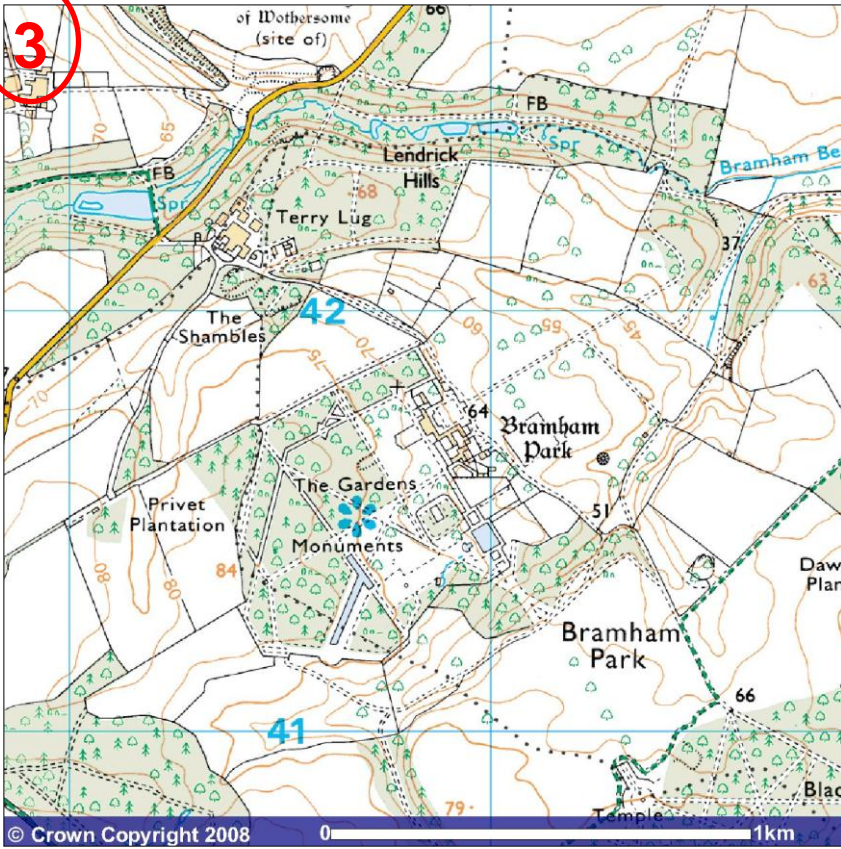 3
of Wothersome
(site of)
66
70
65
FB
FB
Spr
Spr
Lendrick
Hills
Bramham Be
68
Terry Lug
37
63
The
Shambles
42
75
70
60
55
45
70
64
Bramham
Park
The Gardens
Privet
Plantation
51
Monuments
80
80
84
Daw
Plan
Bramham
Park
66
41
79
Temple
Blac
© Crown Copyright 2008
0
1km